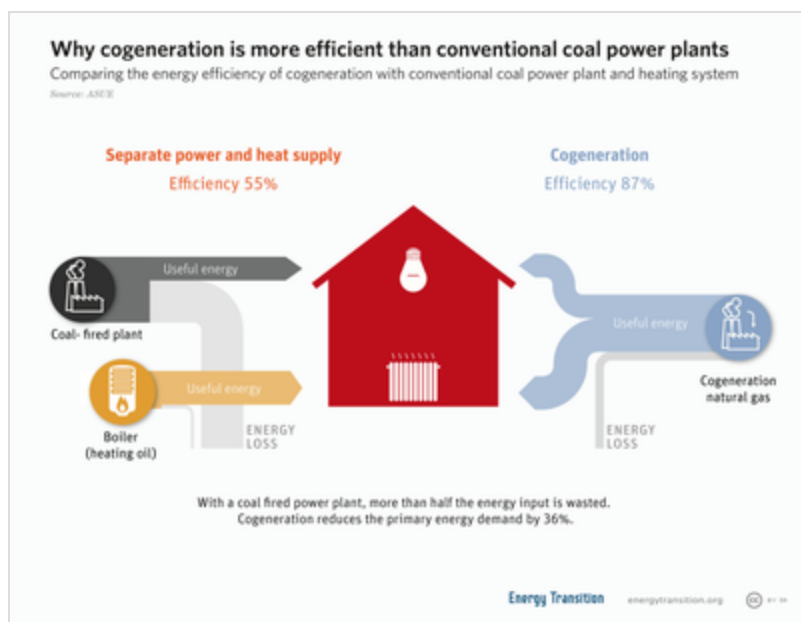 Why cogeneration is more efficient than conventional coal power plants
Comparing the energy efficiency of cogeneration with conventional coal power plant and heating system
Source: ASUE
Separate power and heat supply
Efficiency 55%
Cogeneration
Efficiency 87%
Useful energy
Coal- fired plant
Useful energy
Boiler
(heating oil)
ENERGY
LOSS
Useful energy
Cogeneration
natural gas
ENERGY
LOSS
With a coal fired power plant, more than half the energy input is wasted.
Cogeneration reduces the primary energy demand by 36%.
Energy Transition
energytransition.org
cc